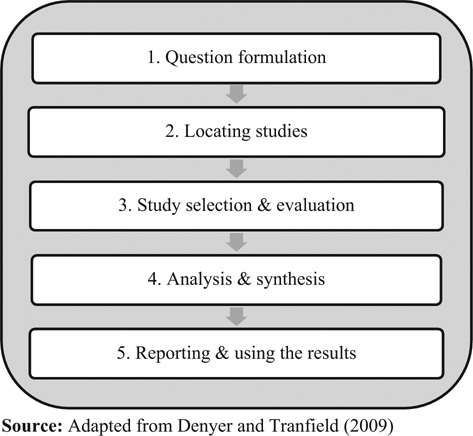 1. Question formulation
2. Locating studies
3. Study selection & evaluation
4. Analysis & synthesis
5. Reporting & using the results
Source: Adapted from Denyer and Tranfield (2009)